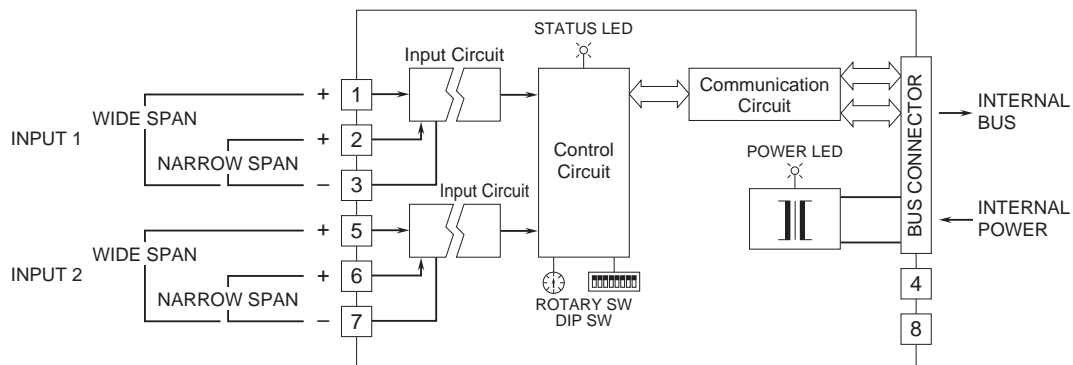 STATUS LED
Input Circuit
INPUT 1
WIDE SPAN
+ 1
+ 2
NARROW SPAN
– 3
Control
Circuit
Communication
Circuit
BUS CONNECTOR
INTERNAL
BUS
POWER LED
INTERNAL
POWER
Input Circuit
INPUT 2
WIDE SPAN
+ 5
+ 6
NARROW SPAN
– 7
ROTARY SW
DIP SW
4
8